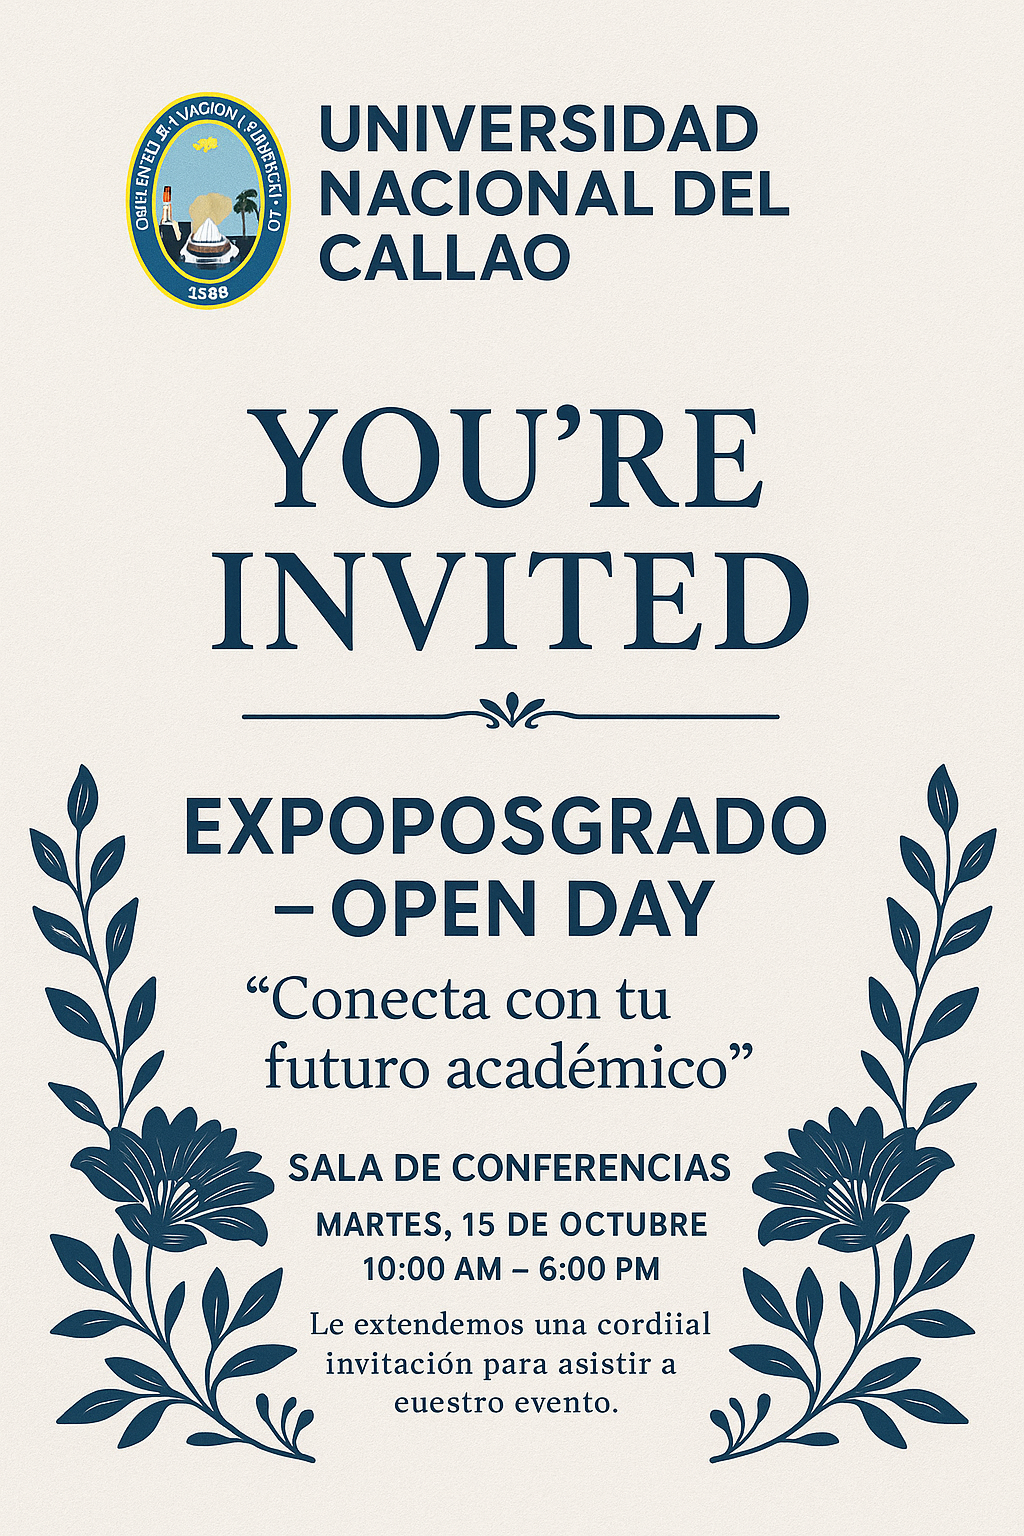 UNIVERSIDAD
NACIONAL DEL
CALLAO
1588
YOU’RE
INVITED
EXPOPOSGRADO
– OPEN DAY
“Conecta con tu
futuro académico”
SALA DE CONFERENCIAS
MARTES, 15 DE OCTUBRE
10:00 AM – 6:00 PM
Le extendemos una cordiial
invitación para asistir a
euestro evento.